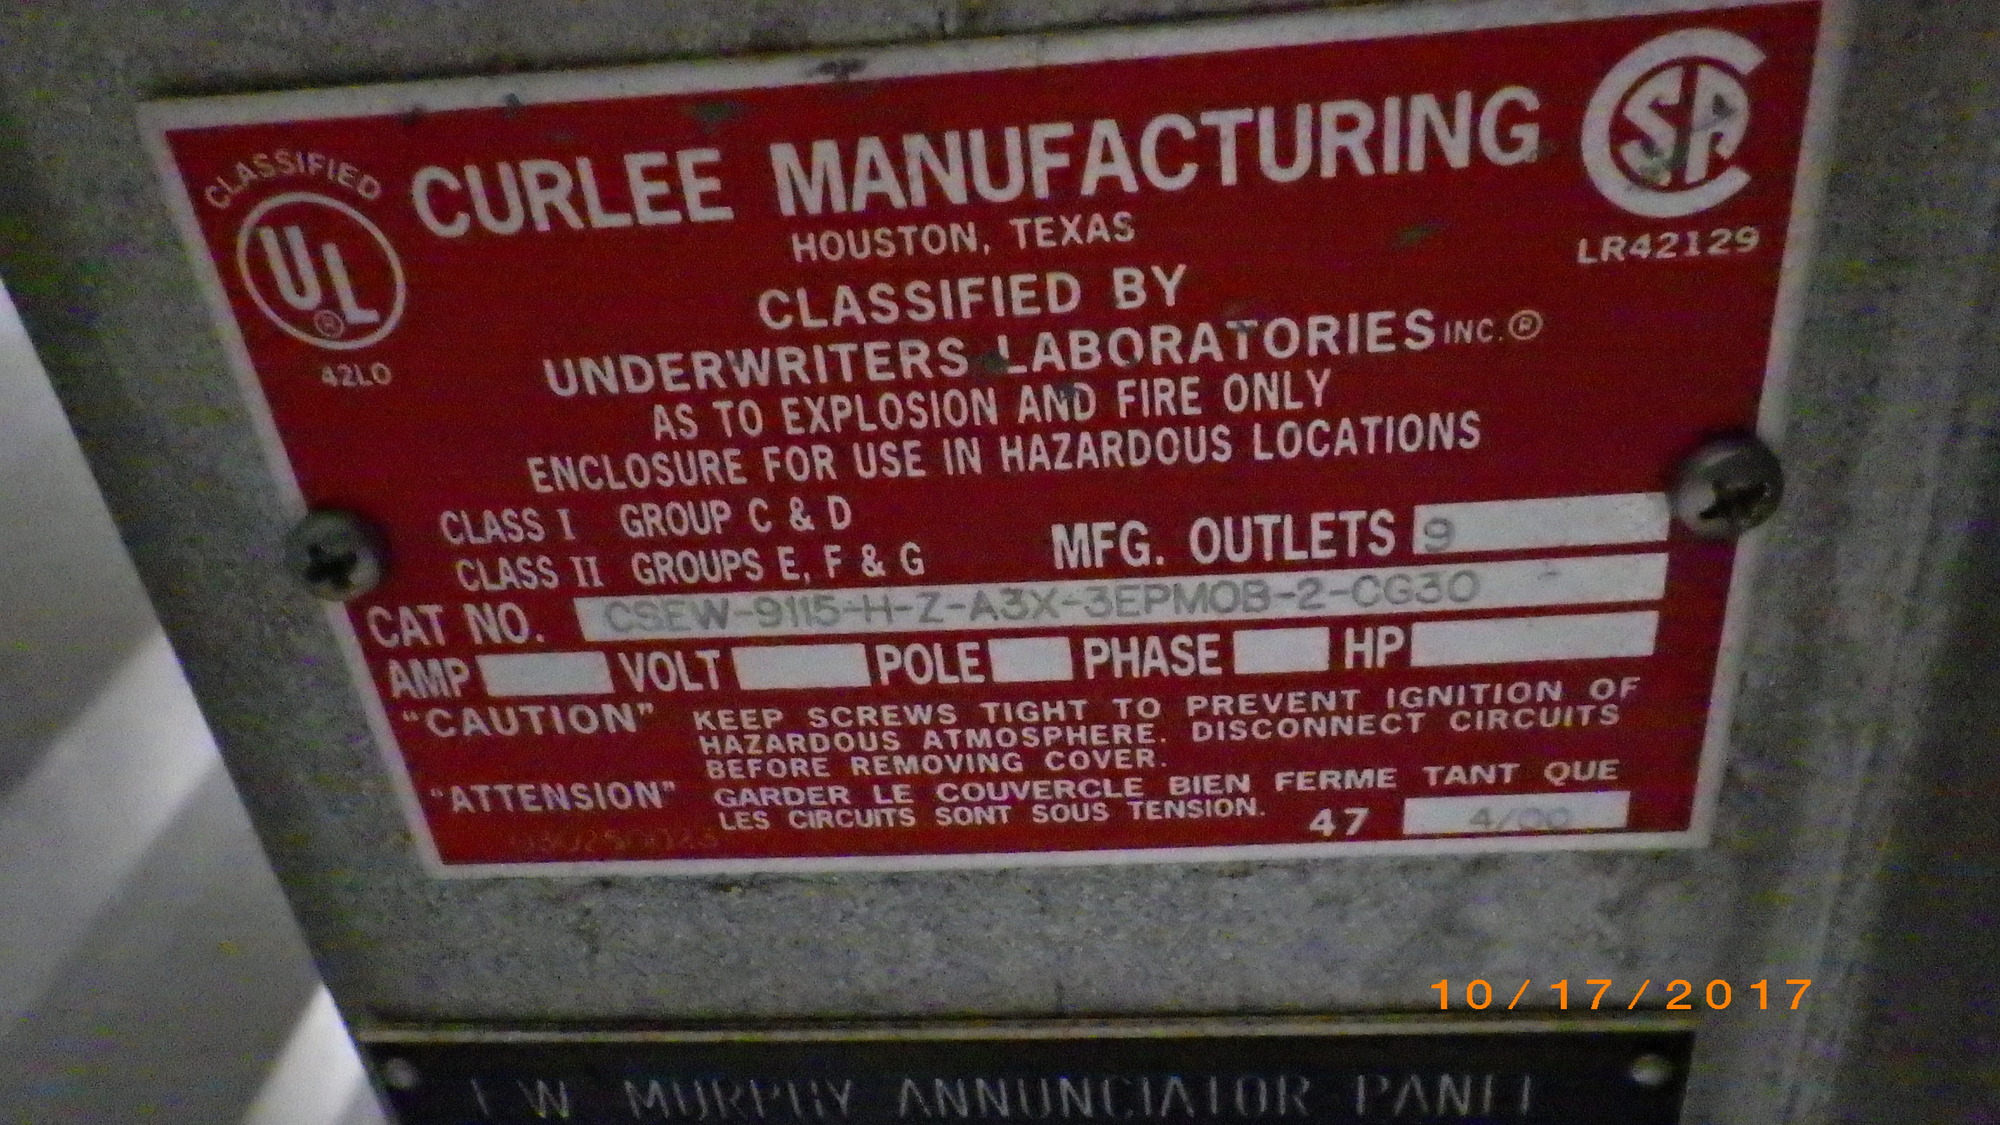 CLASSIFIED
UL®
42L0
CURLEE MANUFACTURING
HOUSTON, TEXAS
CSA
LR42129
CLASSIFIED BY
UNDERWRITERS LABORATORIES INC.®
AS TO EXPLOSION AND FIRE ONLY
ENCLOSURE FOR USE IN HAZARDOUS LOCATIONS
CLASS I GROUP C & D
CLASS II GROUPS E, F & G
MFG. OUTLETS 9
CAT NO. CSEW-9115-H-Z-A3X-3EPMOB-2-CG30
AMP VOLT POLE PHASE HP
"CAUTION" KEEP SCREWS TIGHT TO PREVENT IGNITION OF
HAZARDOUS ATMOSPHERE. DISCONNECT CIRCUITS
BEFORE REMOVING COVER.
"ATTENSION" GARDER LE COUVERCLE BIEN FERME TANT QUE
LES CIRCUITS SONT SOUS TENSION.
47 4/00
10/17/2017
W MURPHY ANNUNCIATOR PANEL